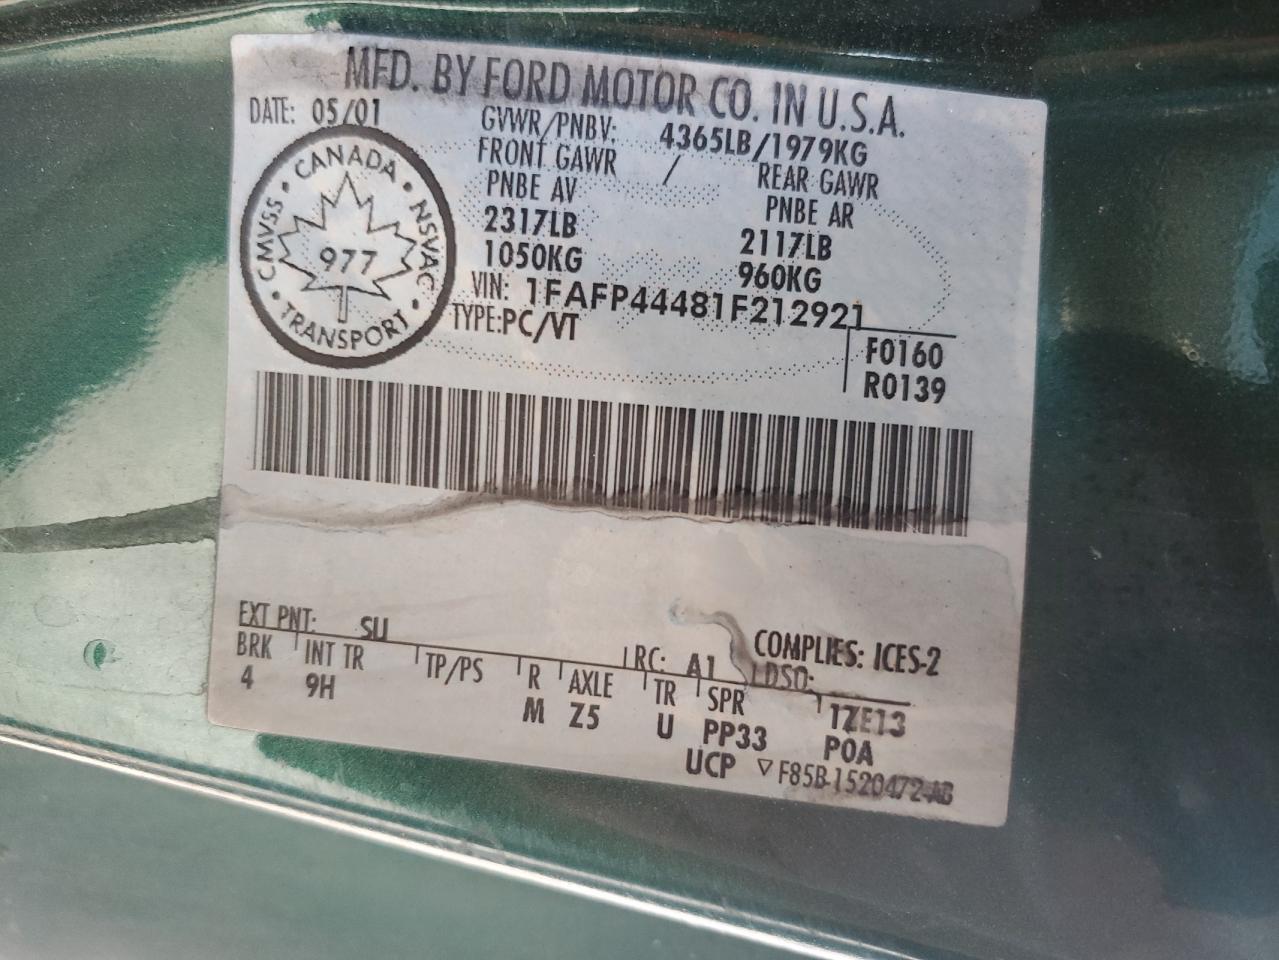 MFD. BY FORD MOTOR CO. IN U.S.A.
DATE: 05/01
GVWR/PNBV: 4365LB/1979KG
FRONT GAWR / REAR GAWR
PNBE AV PNBE AR
2317LB 2117LB
1050KG 960KG
VIN: 1FAFP44481F212921
TYPE:PC/VT
F0160
R0139
CANADA • NSVAC • TRANSPORT • CMVSS •
977
EXT PNT: SU
RC: A1
COMPLIES: ICES-2
DSO:
BRK INT TR TP/PS R AXLE TR SPR
4 9H M Z5 U PP33 1ZE13
UCP POA
▽ F85B-1520472-AB